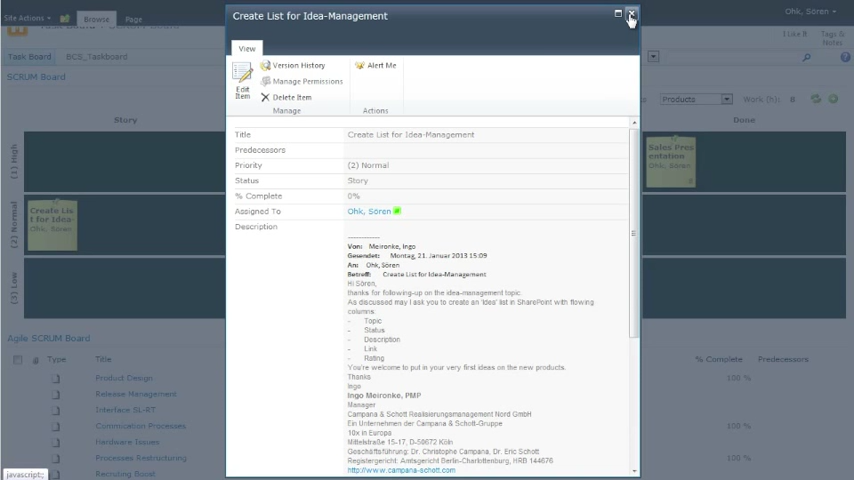 Site Actions
Browse
Page
Create List for Idea-Management
Ohk, Sören
I Like It
Tags &
Notes
Task Board
BCS_Taskboard
View
SCRUM Board
Edit
Item
Version History
Manage Permissions
Delete Item
Manage
Alert Me
Actions
Products
Work (h): 8
Story
Done
(1) High
(2) Normal
(3) Low
Create Lis
t for Idea-
Ohk, Sören
Sales Pres
entation
Ohk, Sören
8
Title Create List for Idea-Management
Predecessors
Priority (2) Normal
Status Story
% Complete 0%
Assigned To Ohk, Sören
Description
Von: Meironke, Ingo
Gesendet: Montag, 21. Januar 2013 15:09
An: Ohk, Sören
Betreff: Create List for Idea-Management
Hi Sören,
thanks for following-up on the idea-management topic.
As discussed may I ask you to create an 'Idea' list in SharePoint with flowing
columns:
- Topic
- Status
- Description
- Link
- Rating
You're welcome to put in your very first ideas on the new products.
Thanks
Ingo
Ingo Meironke, PMP
Manager
Campana & Schott Realisierungsmanagement Nord GmbH
Ein Unternehmen der Campana & Schott-Gruppe
10x in Europa
Mittelstraße 15-17, D-50672 Köln
Geschäftsführung: Dr. Christophe Campana, Dr. Eric Schott
Registergericht: Amtsgericht Berlin-Charlottenburg, HRB 144676
http://www.campana-schott.com
Agile SCRUM Board
Type
Title
% Complete
Predecessors
Product Design
100 %
Release Management
Interface SL-RT
Communication Processes
100 %
Hardware Issues
Processes Restructuring
100 %
Recruiting Boost
100 %
javascript:;